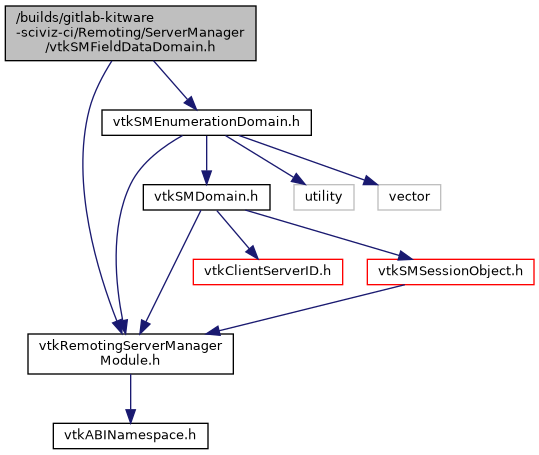 /builds/gitlab-kitware
-sciviz-ci/Remoting/ServerManager
/vtkSMFieldDataDomain.h
vtkSMEnumerationDomain.h
vtkSMDomain.h
utility
vector
vtkClientServerID.h
vtkSMSessionObject.h
vtkRemotingServerManager
Module.h
vtkABINamespace.h